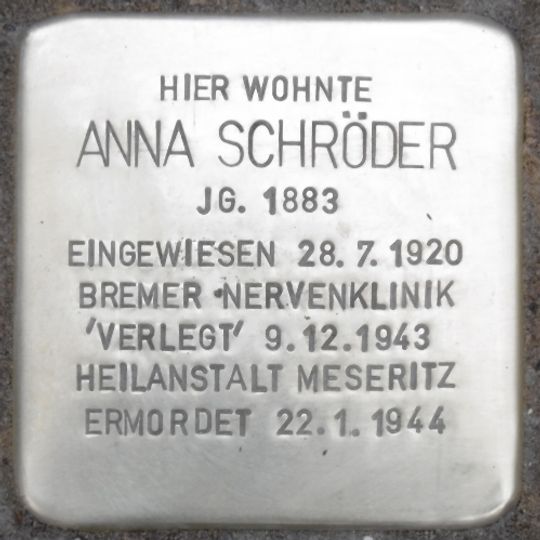 HIER WOHNTE
ANNA SCHRÖDER
JG. 1883
EINGEWIESEN 28.7.1920
BREMER NERVENKLINIK
'VERLEGT' 9.12.1943
HEILANSTALT MESERITZ
ERMORDET 22.1.1944